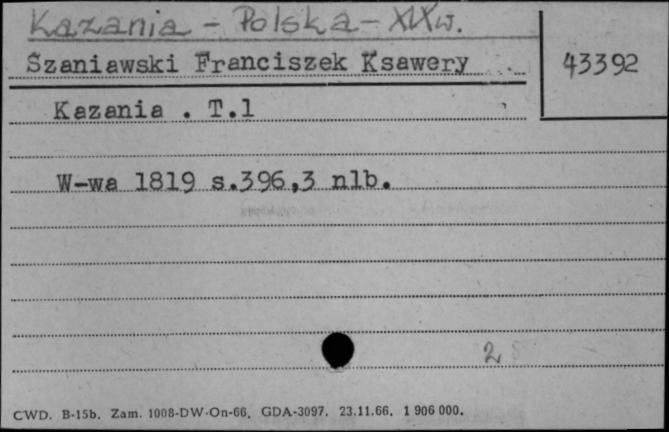 Kazania - Polska - XIXw.
Szaniawski Franciszek Ksawery
43392
Kazania . T.1
W-wa 1819 s.396,3 nlb.
2
CWD. B-15b. Zam. 1008-DW-On-66. GDA-3097. 23.11.66. 1 906 000.